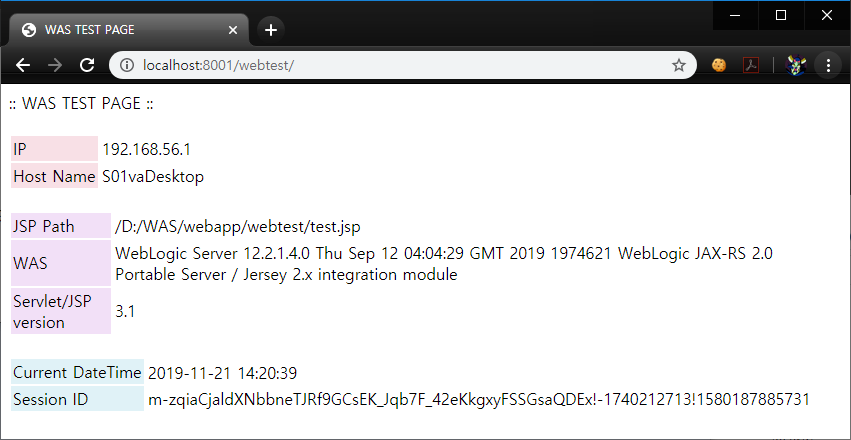 WAS TEST PAGE
localhost:8001/webtest/
:: WAS TEST PAGE ::
IP 192.168.56.1
Host Name S01vaDesktop
JSP Path /D:/WAS/webapp/webtest/test.jsp
WAS WebLogic Server 12.2.1.4.0 Thu Sep 12 04:04:29 GMT 2019 1974621 WebLogic JAX-RS 2.0
Portable Server / Jersey 2.x integration module
Servlet/JSP
version 3.1
Current DateTime 2019-11-21 14:20:39
Session ID m-zqiaCjaldXNbbneTJRf9GCsEK_Jqb7F_42eKkgxyFSSGsaQDEx!-1740212713!1580187885731